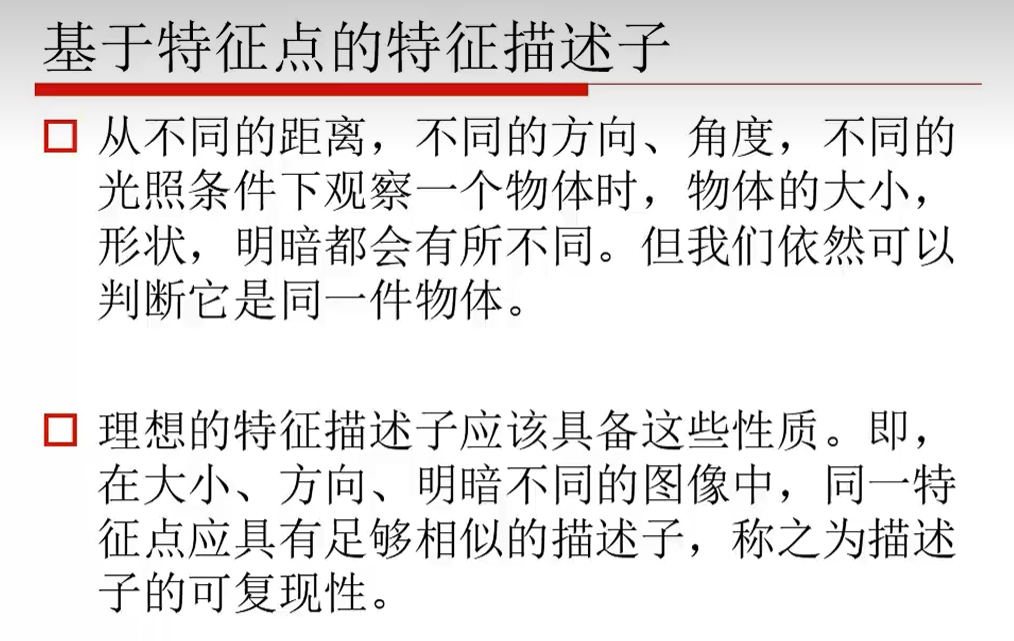 基于特征点的特征描述子
从不同的距离，不同的方向、角度，不同的
光照条件下观察一个物体时，物体的大小，
形状，明暗都会有所不同。但我们依然可以
判断它是同一件物体。
理想的特征描述子应该具备这些性质。即，
在大小、方向、明暗不同的图像中，同一特
征点应具有足够相似的描述子，称之为描述
子的可复现性。